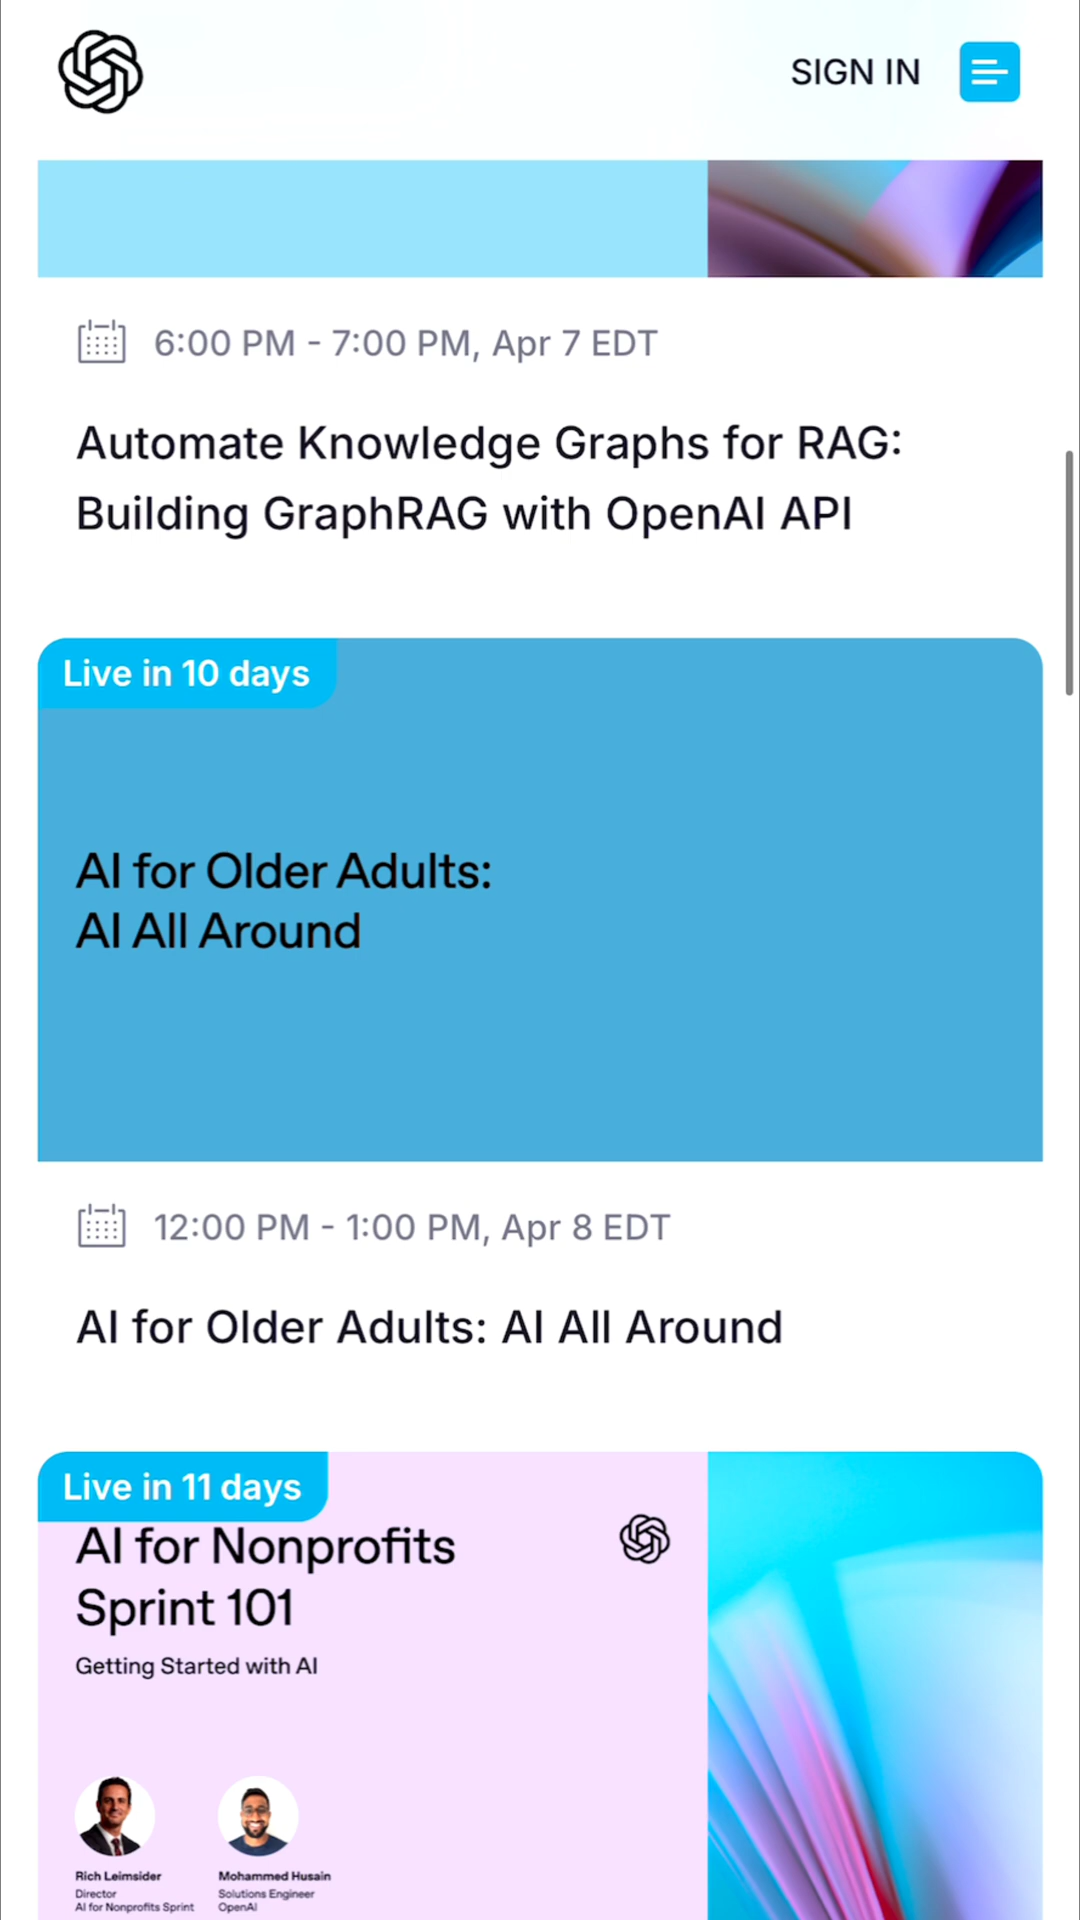 SIGN IN
6:00 PM - 7:00 PM, Apr 7 EDT
Automate Knowledge Graphs for RAG:
Building GraphRAG with OpenAI API
Live in 10 days
AI for Older Adults:
AI All Around
12:00 PM - 1:00 PM, Apr 8 EDT
AI for Older Adults: AI All Around
Live in 11 days
AI for Nonprofits
Sprint 101
Getting Started with AI
Rich Leimsider
Director
AI for Nonprofits Sprint
Mohammed Husain
Solutions Engineer
OpenAI